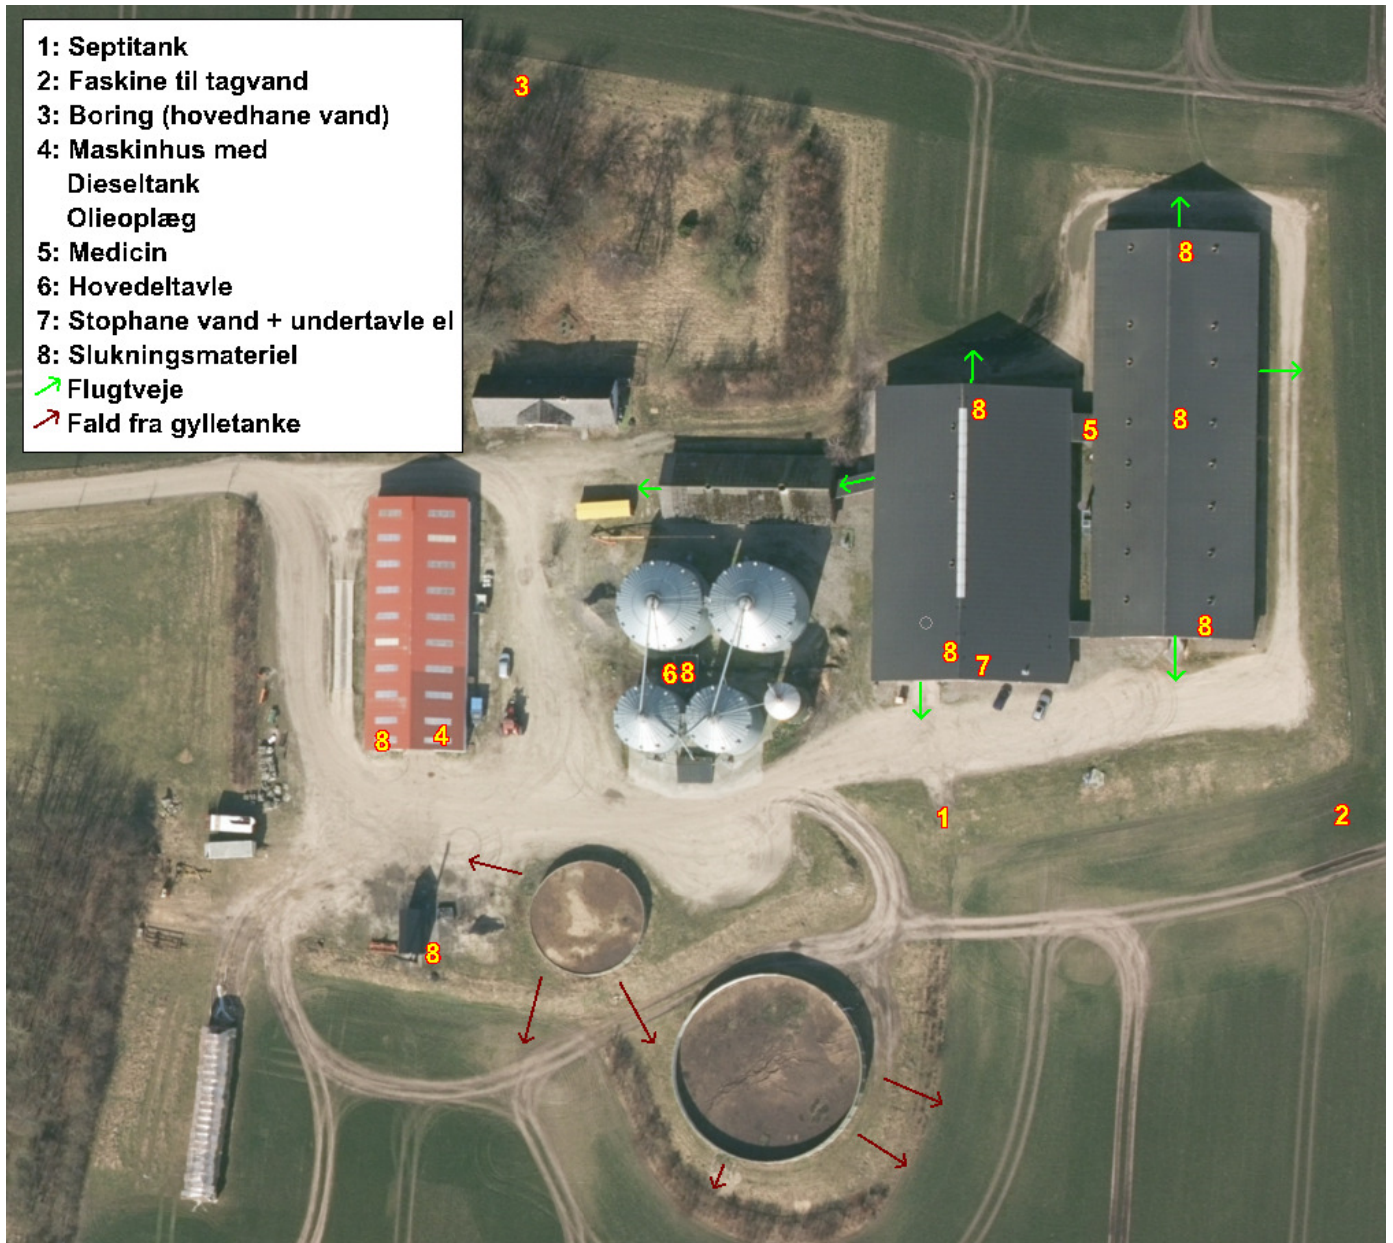 1: Septitank
2: Faskine til tagvand
3: Boring (hovedhane vand)
4: Maskinhus med
Dieseltank
Olieoplæg
5: Medicin
6: Hovedeltavle
7: Stophane vand + undertavle el
8: Slukningsmateriel
Flugtveje
Fald fra gylletanke
3
8
8
5
8
8
8
7
6 8
8
4
1
2
8